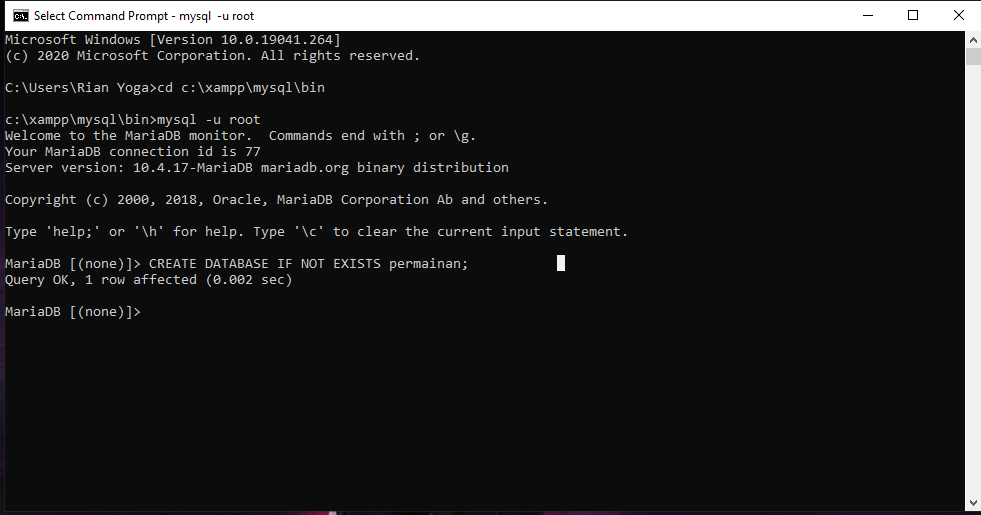 Select Command Prompt - mysql  -u root
Microsoft Windows [Version 10.0.19041.264]
(c) 2020 Microsoft Corporation. All rights reserved.
C:\Users\Rian Yoga>cd c:\xampp\mysql\bin
c:\xampp\mysql\bin>mysql -u root
Welcome to the MariaDB monitor.  Commands end with ; or \g.
Your MariaDB connection id is 77
Server version: 10.4.17-MariaDB mariadb.org binary distribution
Copyright (c) 2000, 2018, Oracle, MariaDB Corporation Ab and others.
Type 'help;' or '\h' for help. Type '\c' to clear the current input statement.
MariaDB [(none)]> CREATE DATABASE IF NOT EXISTS permainan;
Query OK, 1 row affected (0.002 sec)
MariaDB [(none)]>